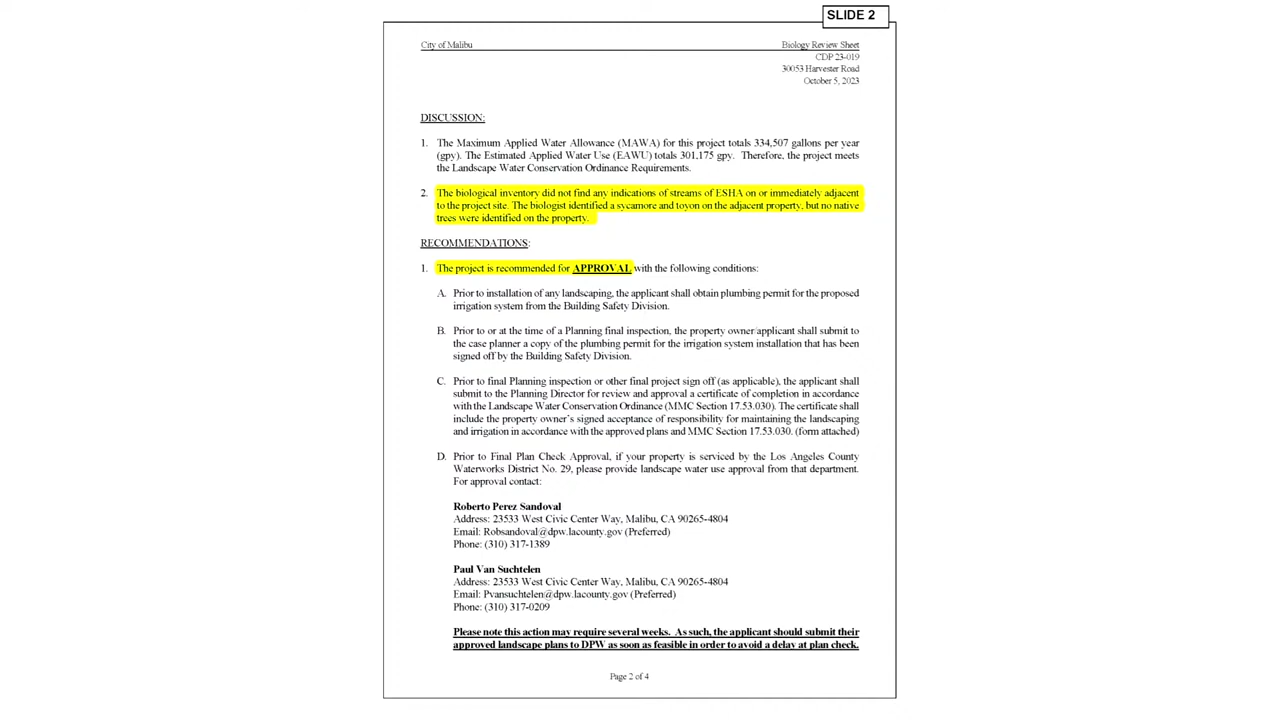 SLIDE 2
City of Malibu
Biology Review Sheet
CDP 23-019
30053 Harvester Road
October 5, 2023
DISCUSSION:
1. The Maximum Applied Water Allowance (MAWA) for this project totals 334,507 gallons per year
(gpy). The Estimated Applied Water Use (EAWU) totals 301,175 gpy. Therefore, the project meets
the Landscape Water Conservation Ordinance Requirements.
2. The biological inventory did not find any indications of streams of ESHA on or immediately adjacent
to the project site. The biologist identified a sycamore and toyon on the adjacent property, but no native
trees were identified on the property.
RECOMMENDATIONS:
1. The project is recommended for APPROVAL with the following conditions:
A. Prior to installation of any landscaping, the applicant shall obtain plumbing permit for the proposed
irrigation system from the Building Safety Division.
B. Prior to or at the time of a Planning final inspection, the property owner/applicant shall submit to
the case planner a copy of the plumbing permit for the irrigation system installation that has been
signed off by the Building Safety Division.
C. Prior to final Planning inspection or other final project sign off (as applicable), the applicant shall
submit to the Planning Director for review and approval a certificate of completion in accordance
with the Landscape Water Conservation Ordinance (MMC Section 17.53.030). The certificate shall
include the property owner's signed acceptance of responsibility for maintaining the landscaping
and irrigation in accordance with the approved plans and MMC Section 17.53.030. (form attached)
D. Prior to Final Plan Check Approval, if your property is serviced by the Los Angeles County
Waterworks District No. 29, please provide landscape water use approval from that department.
For approval contact:
Roberto Perez Sandoval
Address: 23533 West Civic Center Way, Malibu, CA 90265-4804
Email: Robsandoval@dpw.lacounty.gov (Preferred)
Phone: (310) 317-1389
Paul Van Suchtelen
Address: 23533 West Civic Center Way, Malibu, CA 90265-4804
Email: Pvansuchtelen@dpw.lacounty.gov (Preferred)
Phone: (310) 317-0209
Please note this action may require several weeks. As such, the applicant should submit their
approved landscape plans to DPW as soon as feasible in order to avoid a delay at plan check.
Page 2 of 4